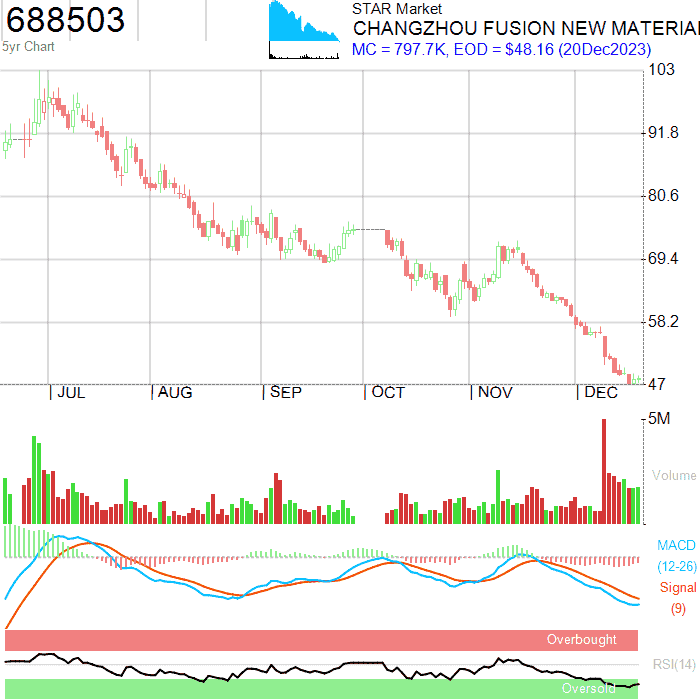 688503
5yr Chart
STAR Market
CHANGZHOU FUSION NEW MATERIAL
MC = 797.7K, EOD = $48.16 (20Dec2023)
103
91.8
80.6
69.4
58.2
47
JUL AUG SEP OCT NOV DEC
5M
Volume
MACD
(12-26)
Signal
(9)
Overbought
RSI(14)
Oversold